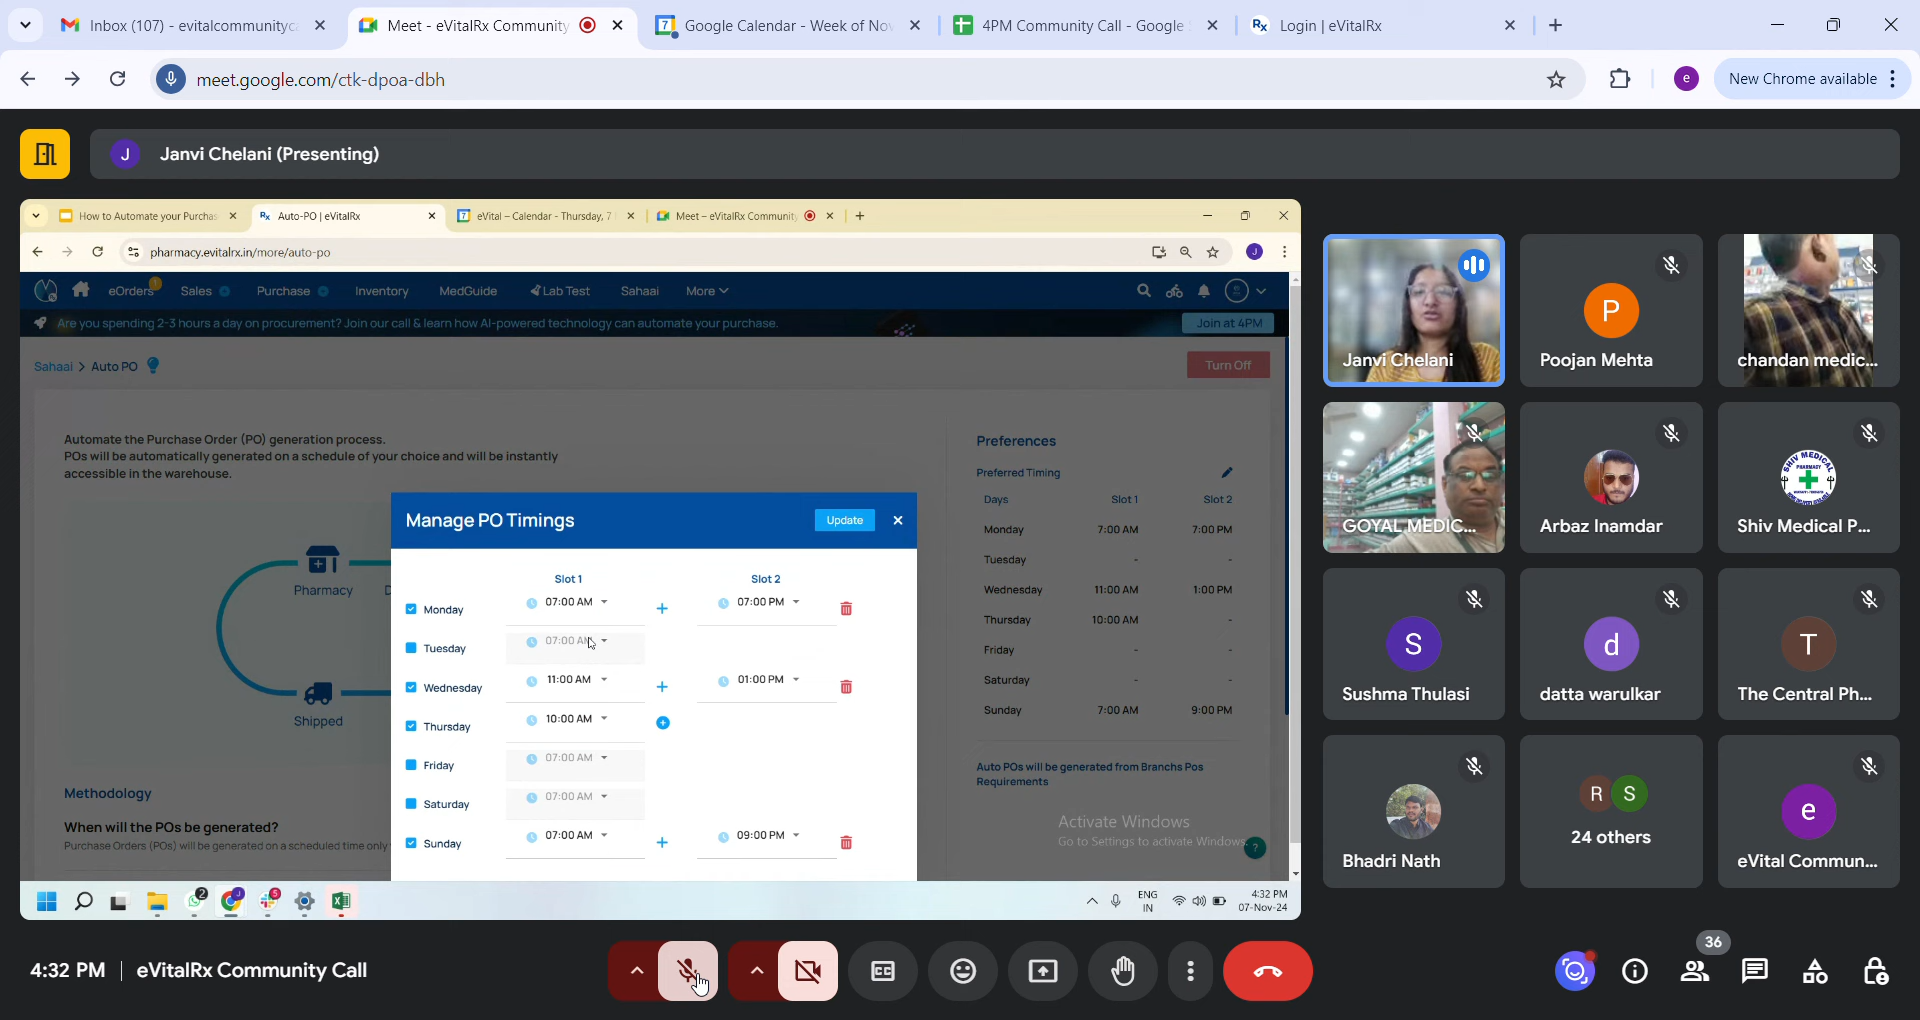 Inbox (107) - evitalcommunityca
Meet - eVitalRx Community
Google Calendar - Week of Nov
4PM Community Call - Google S
Login | eVitalRx
meet.google.com/ctk-dpoa-dbh
e
New Chrome available
J
Janvi Chelani (Presenting)
How to Automate your Purchas
Auto-PO | eVitalRx
eVital – Calendar - Thursday, 7
Meet – eVitalRx Community
pharmacy.evitalrx.in/more/auto-po
J
eOrders
1
Sales
Purchase
Inventory
MedGuide
Lab Test
Sahaai
More
Are you spending 2-3 hours a day on procurement? Join our call & learn how AI-powered technology can automate your purchase.
Join at 4PM
Sahaai > Auto PO
Turn Off
Automate the Purchase Order (PO) generation process.
POs will be automatically generated on a schedule of your choice and will be instantly
accessible in the warehouse.
Pharmacy
D
Shipped
Methodology
When will the POs be generated?
Purchase Orders (POs) will be generated on a scheduled time only
Manage PO Timings
Update
Slot 1 Slot 2
Monday 07:00 AM + 07:00 PM
Tuesday 07:00 AM
Wednesday 11:00 AM + 01:00 PM
Thursday 10:00 AM +
Friday 07:00 AM
Saturday 07:00 AM
Sunday 07:00 AM + 09:00 PM
Preferences
Preferred Timing
Days Slot 1 Slot 2
Monday 7:00 AM 7:00 PM
Tuesday - -
Wednesday 11:00 AM 1:00 PM
Thursday 10:00 AM -
Friday - -
Saturday - -
Sunday 7:00 AM 9:00 PM
Auto POs will be generated from Branchs Pos
Requirements
Activate Windows
Go to Settings to activate Windows.
?
2
5
ENG
IN
4:32 PM
07-Nov-24
Janvi Chelani
P
Poojan Mehta
chandan medic...
GOYAL MEDIC...
Arbaz Inamdar
SHIV MEDICAL
PHARMACY
Shiv Medical P...
S
Sushma Thulasi
d
datta warulkar
T
The Central Ph...
Bhadri Nath
R S
24 others
e
eVital Commun...
4:32 PM | eVitalRx Community Call
36